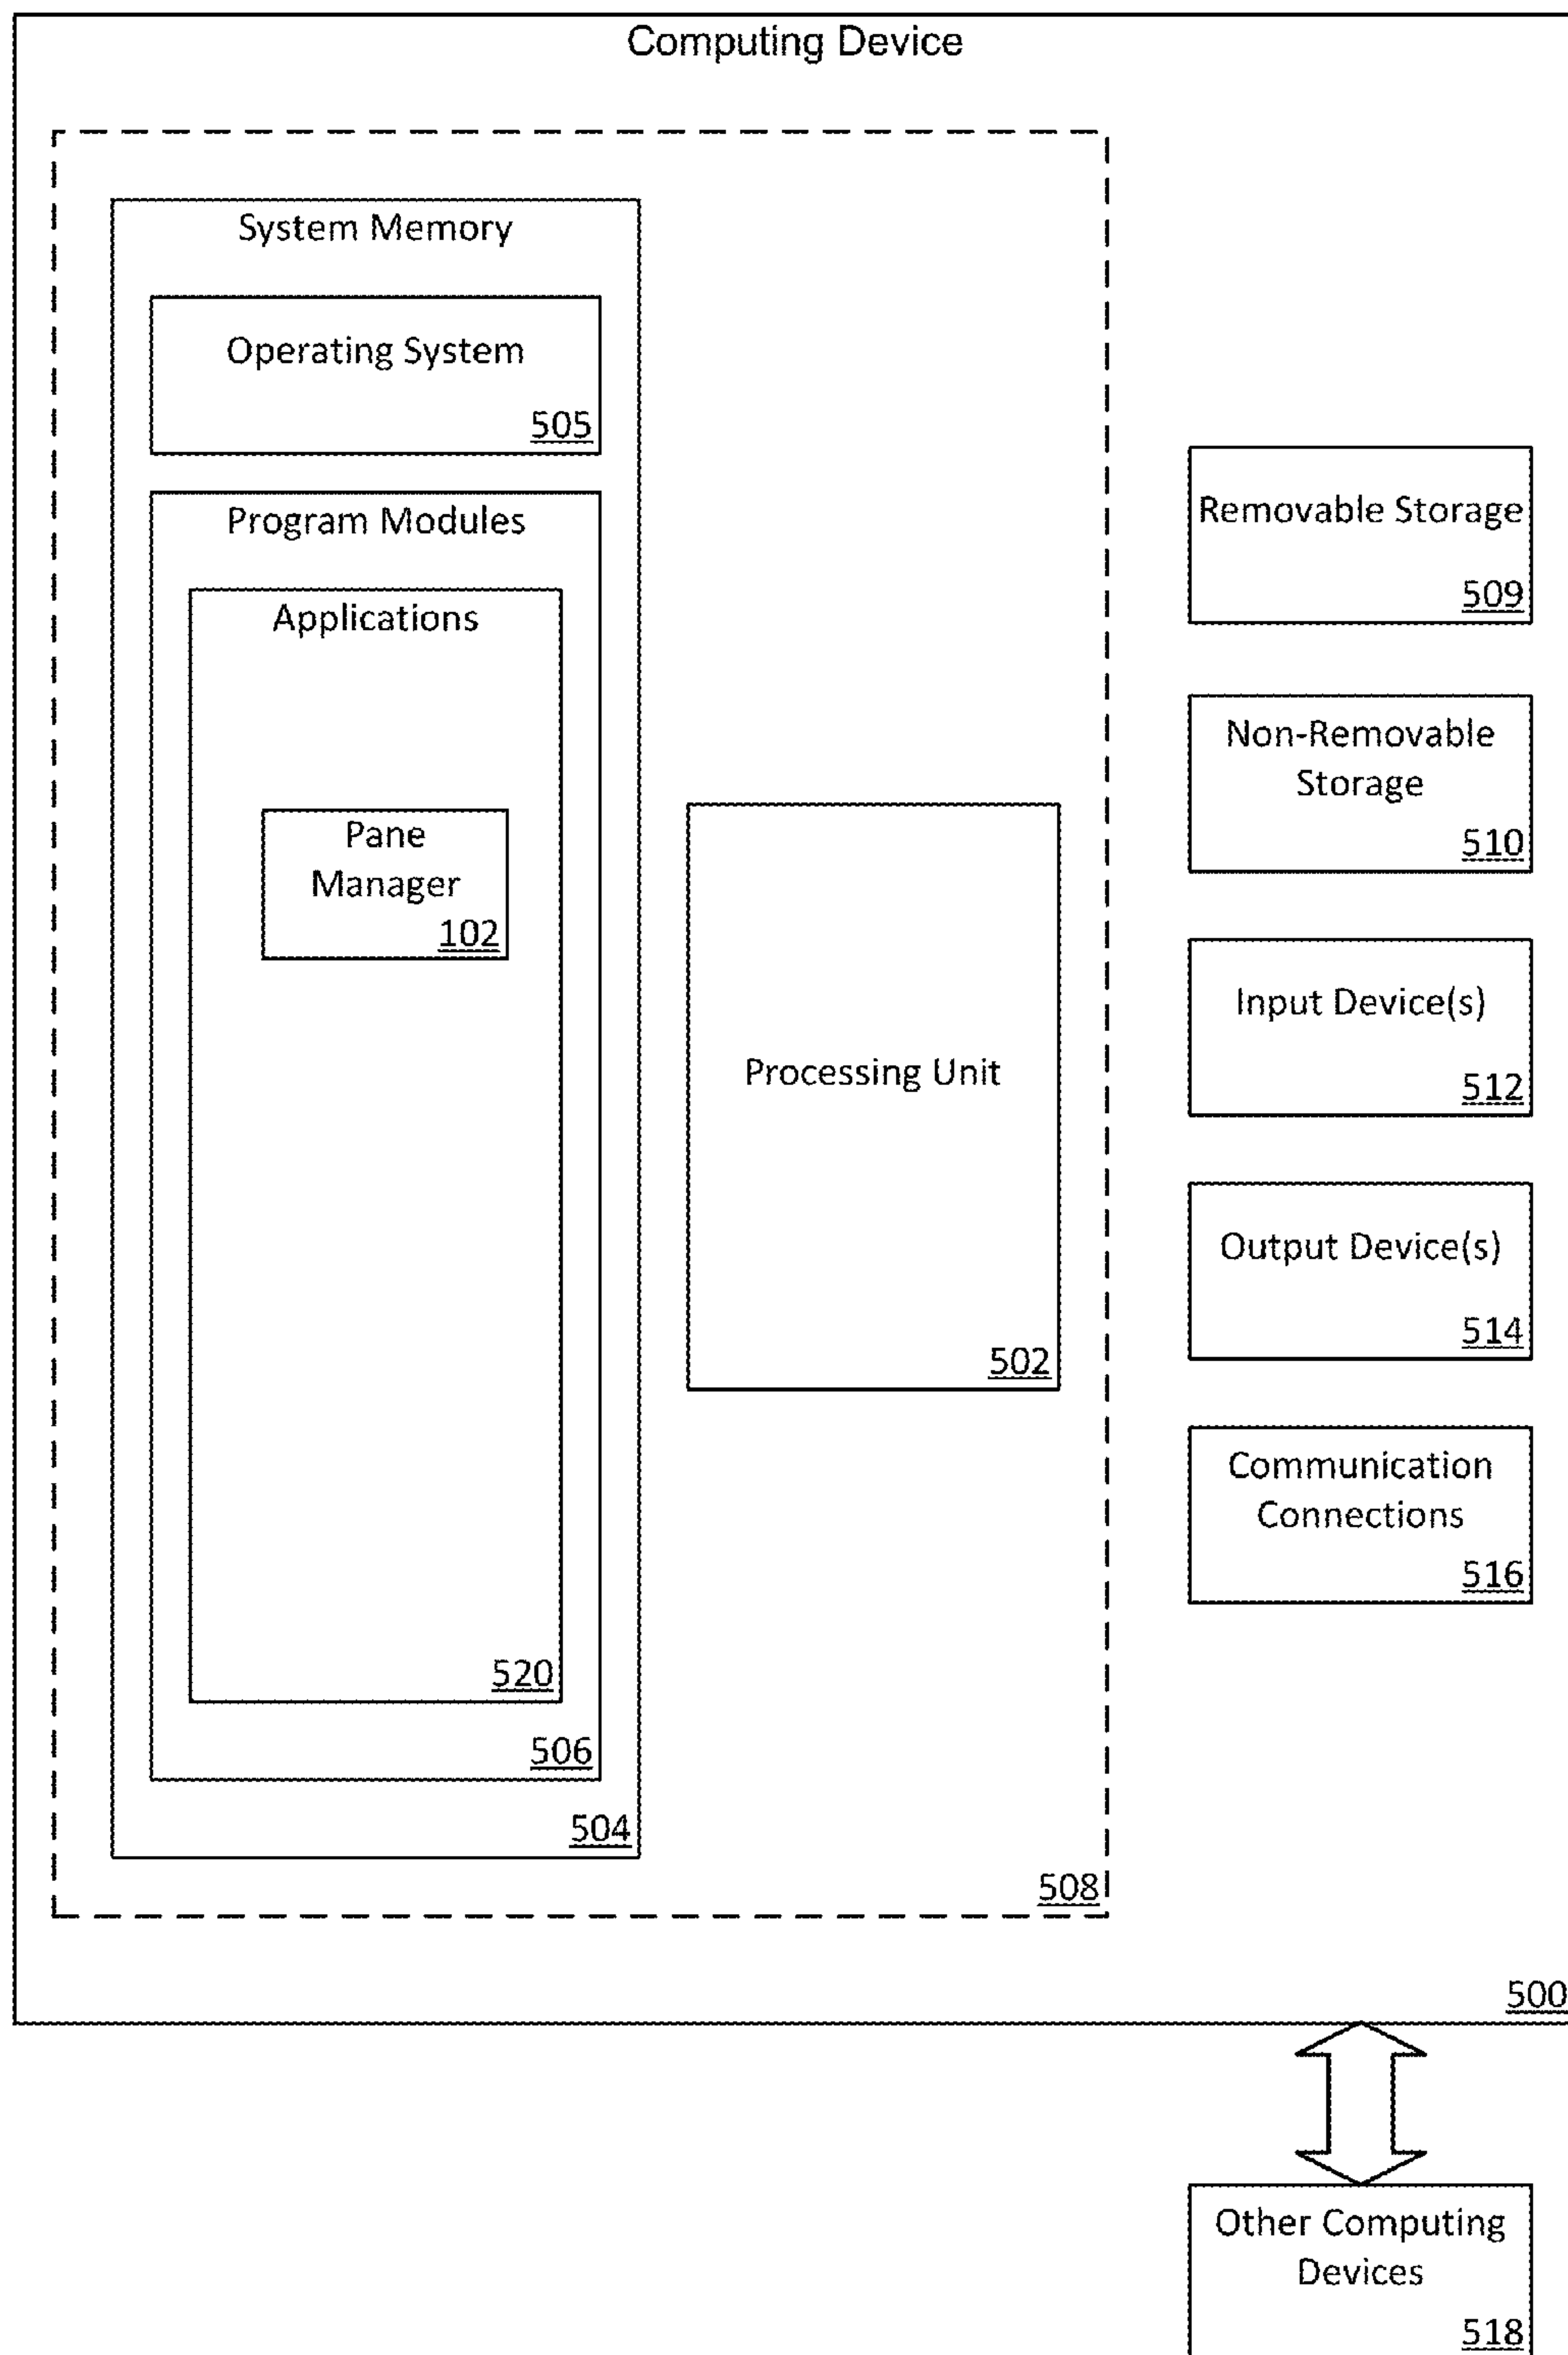 Computing Device
System Memory
Operating System
505
Program Modules
Applications
Pane
Manager
102
520
506
504
Processing Unit
502
508
Removable Storage
509
Non-Removable
Storage
510
Input Device(s)
512
Output Device(s)
514
Communication
Connections
516
500
Other Computing
Devices
518